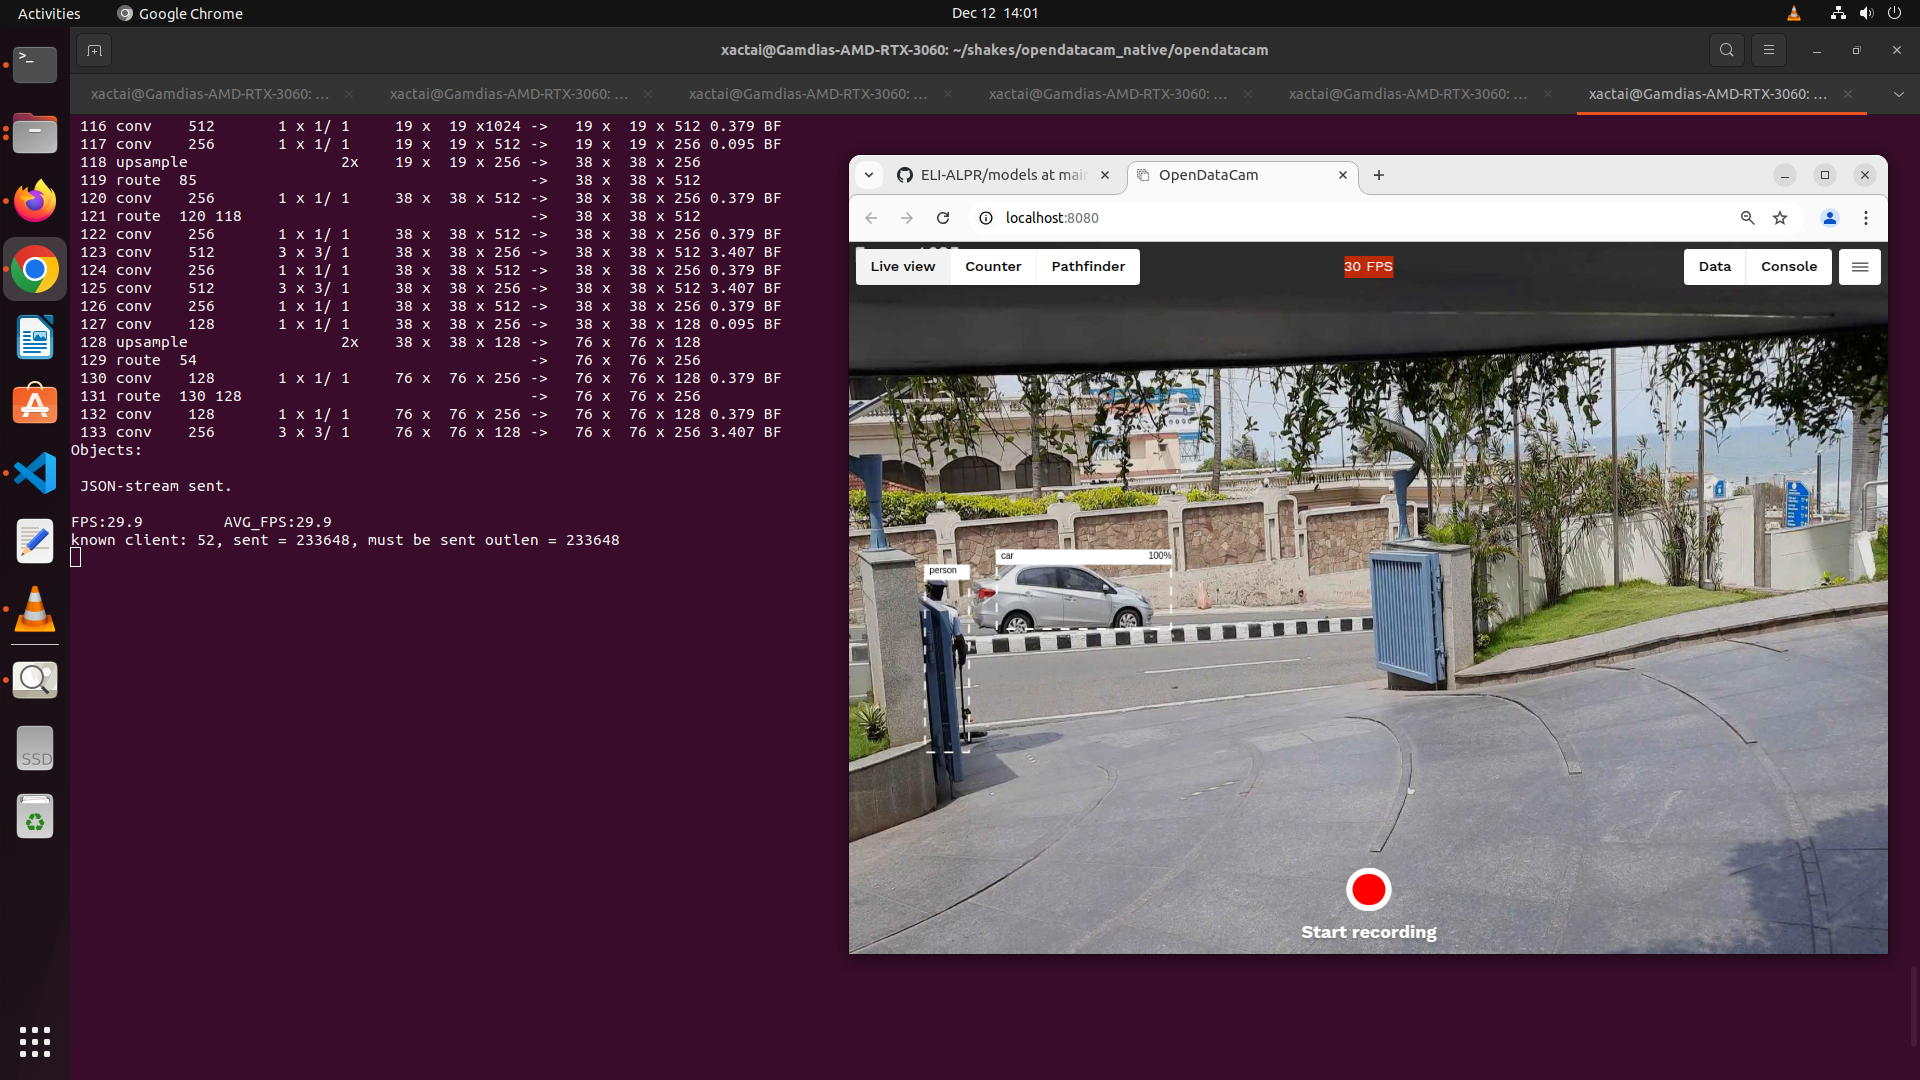 Activities
Google Chrome
Dec 12 14:01
xactai@Gamdias-AMD-RTX-3060: ~/shakes/opendatacam_native/opendatacam
xactai@Gamdias-AMD-RTX-3060: ...
xactai@Gamdias-AMD-RTX-3060: ...
xactai@Gamdias-AMD-RTX-3060: ...
xactai@Gamdias-AMD-RTX-3060: ...
xactai@Gamdias-AMD-RTX-3060: ...
xactai@Gamdias-AMD-RTX-3060: ...
116 conv 512 1 x 1/ 1 19 x 19 x1024 -> 19 x 19 x 512 0.379 BF
117 conv 256 1 x 1/ 1 19 x 19 x 512 -> 19 x 19 x 256 0.095 BF
118 upsample 2x 19 x 19 x 256 -> 38 x 38 x 256
119 route 85 -> 38 x 38 x 512
120 conv 256 1 x 1/ 1 38 x 38 x 512 -> 38 x 38 x 256 0.379 BF
121 route 120 118 -> 38 x 38 x 512
122 conv 256 1 x 1/ 1 38 x 38 x 512 -> 38 x 38 x 256 0.379 BF
123 conv 512 3 x 3/ 1 38 x 38 x 256 -> 38 x 38 x 512 3.407 BF
124 conv 256 1 x 1/ 1 38 x 38 x 512 -> 38 x 38 x 256 0.379 BF
125 conv 512 3 x 3/ 1 38 x 38 x 256 -> 38 x 38 x 512 3.407 BF
126 conv 256 1 x 1/ 1 38 x 38 x 512 -> 38 x 38 x 256 0.379 BF
127 conv 128 1 x 1/ 1 38 x 38 x 256 -> 38 x 38 x 128 0.095 BF
128 upsample 2x 38 x 38 x 128 -> 76 x 76 x 128
129 route 54 -> 76 x 76 x 256
130 conv 128 1 x 1/ 1 76 x 76 x 256 -> 76 x 76 x 128 0.379 BF
131 route 130 128 -> 76 x 76 x 256
132 conv 128 1 x 1/ 1 76 x 76 x 256 -> 76 x 76 x 128 0.379 BF
133 conv 256 3 x 3/ 1 76 x 76 x 128 -> 76 x 76 x 256 3.407 BF
Objects:
JSON-stream sent.
FPS:29.9 AVG_FPS:29.9
known client: 52, sent = 233648, must be sent outlen = 233648
SSD
ELI-ALPR/models at main
OpenDataCam
localhost:8080
Live view
Counter
Pathfinder
30 FPS
Data
Console
car 100%
person
Start recording